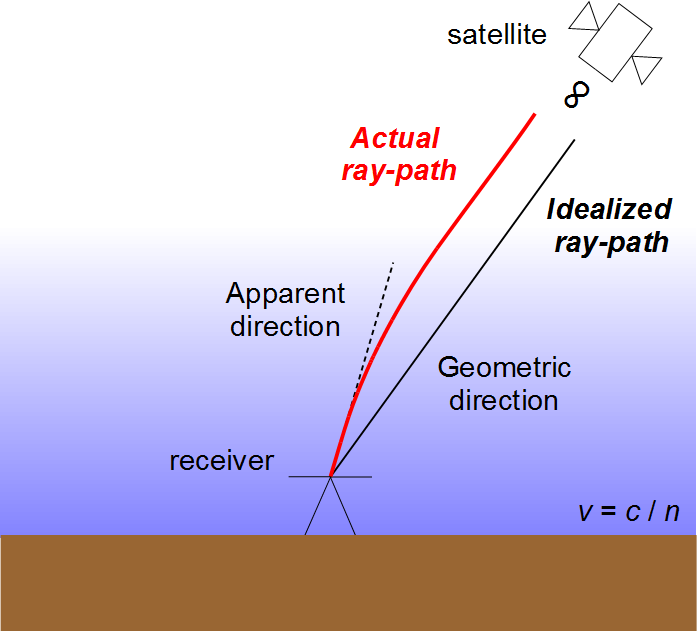 satellite
∞
Actual
ray-path
Idealized
ray-path
Apparent
direction
Geometric
direction
receiver
v = c / n